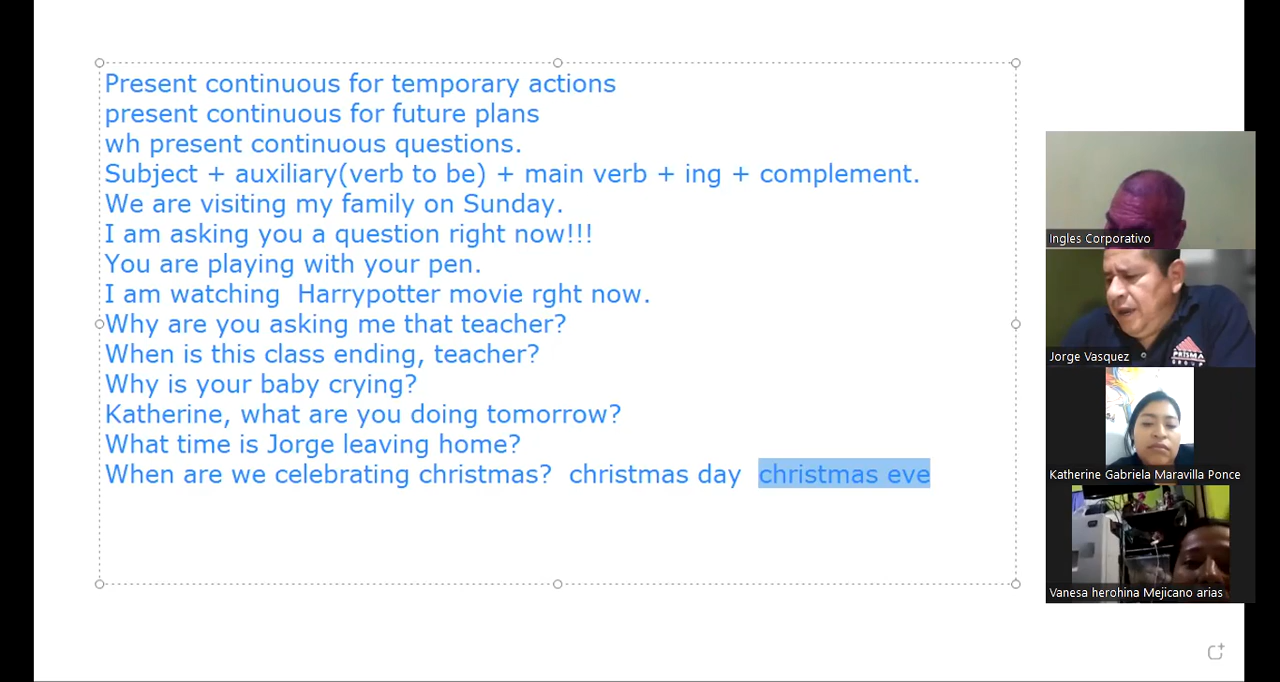 Present continuous for temporary actions
present continuous for future plans
wh present continuous questions.
Subject + auxiliary(verb to be) + main verb + ing + complement.
We are visiting my family on Sunday.
I am asking you a question right now!!!
You are playing with your pen.
I am watching  Harrypotter movie rght now.
Why are you asking me that teacher?
When is this class ending, teacher?
Why is your baby crying?
Katherine, what are you doing tomorrow?
What time is Jorge leaving home?
When are we celebrating christmas?  christmas day  christmas eve
Ingles Corporativo
PRISMA
Jorge Vasquez
Katherine Gabriela Maravilla Ponce
Vanesa herohina Mejicano arias